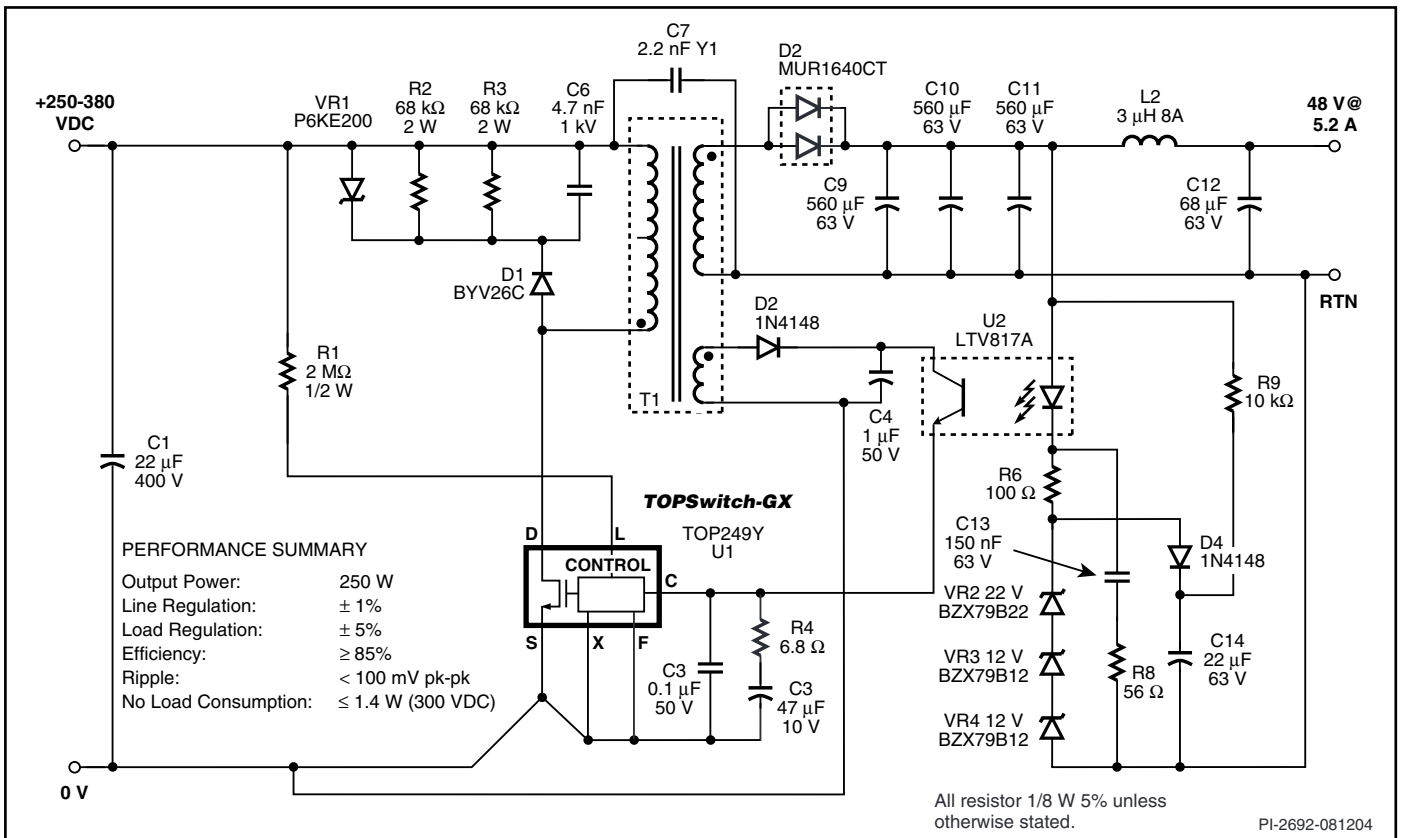 C7
2.2 nF Y1
D2
MUR1640CT
+250-380
VDC
VR1
P6KE200
R2
68 kΩ
2 W
R3
68 kΩ
2 W
C6
4.7 nF
1 kV
C10
560 µF
63 V
C11
560 µF
63 V
L2
3 µH 8A
48 V@
5.2 A
C9
560 µF
63 V
C12
68 µF
63 V
D1
BYV26C
RTN
D2
1N4148
U2
LTV817A
R1
2 MΩ
1/2 W
T1
R9
10 kΩ
C4
1 µF
50 V
C1
22 µF
400 V
R6
100 Ω
TOPSwitch-GX
TOP249Y
U1
D
L
CONTROL
C
S
X
F
C13
150 nF
63 V
D4
1N4148
PERFORMANCE SUMMARY
Output Power: 250 W
Line Regulation: ± 1%
Load Regulation: ± 5%
Efficiency: ≥ 85%
Ripple: < 100 mV pk-pk
No Load Consumption: ≤ 1.4 W (300 VDC)
VR2 22 V
BZX79B22
R4
6.8 Ω
C3
0.1 µF
50 V
C3
47 µF
10 V
VR3 12 V
BZX79B12
R8
56 Ω
C14
22 µF
63 V
VR4 12 V
BZX79B12
0 V
All resistor 1/8 W 5% unless
otherwise stated.
PI-2692-081204